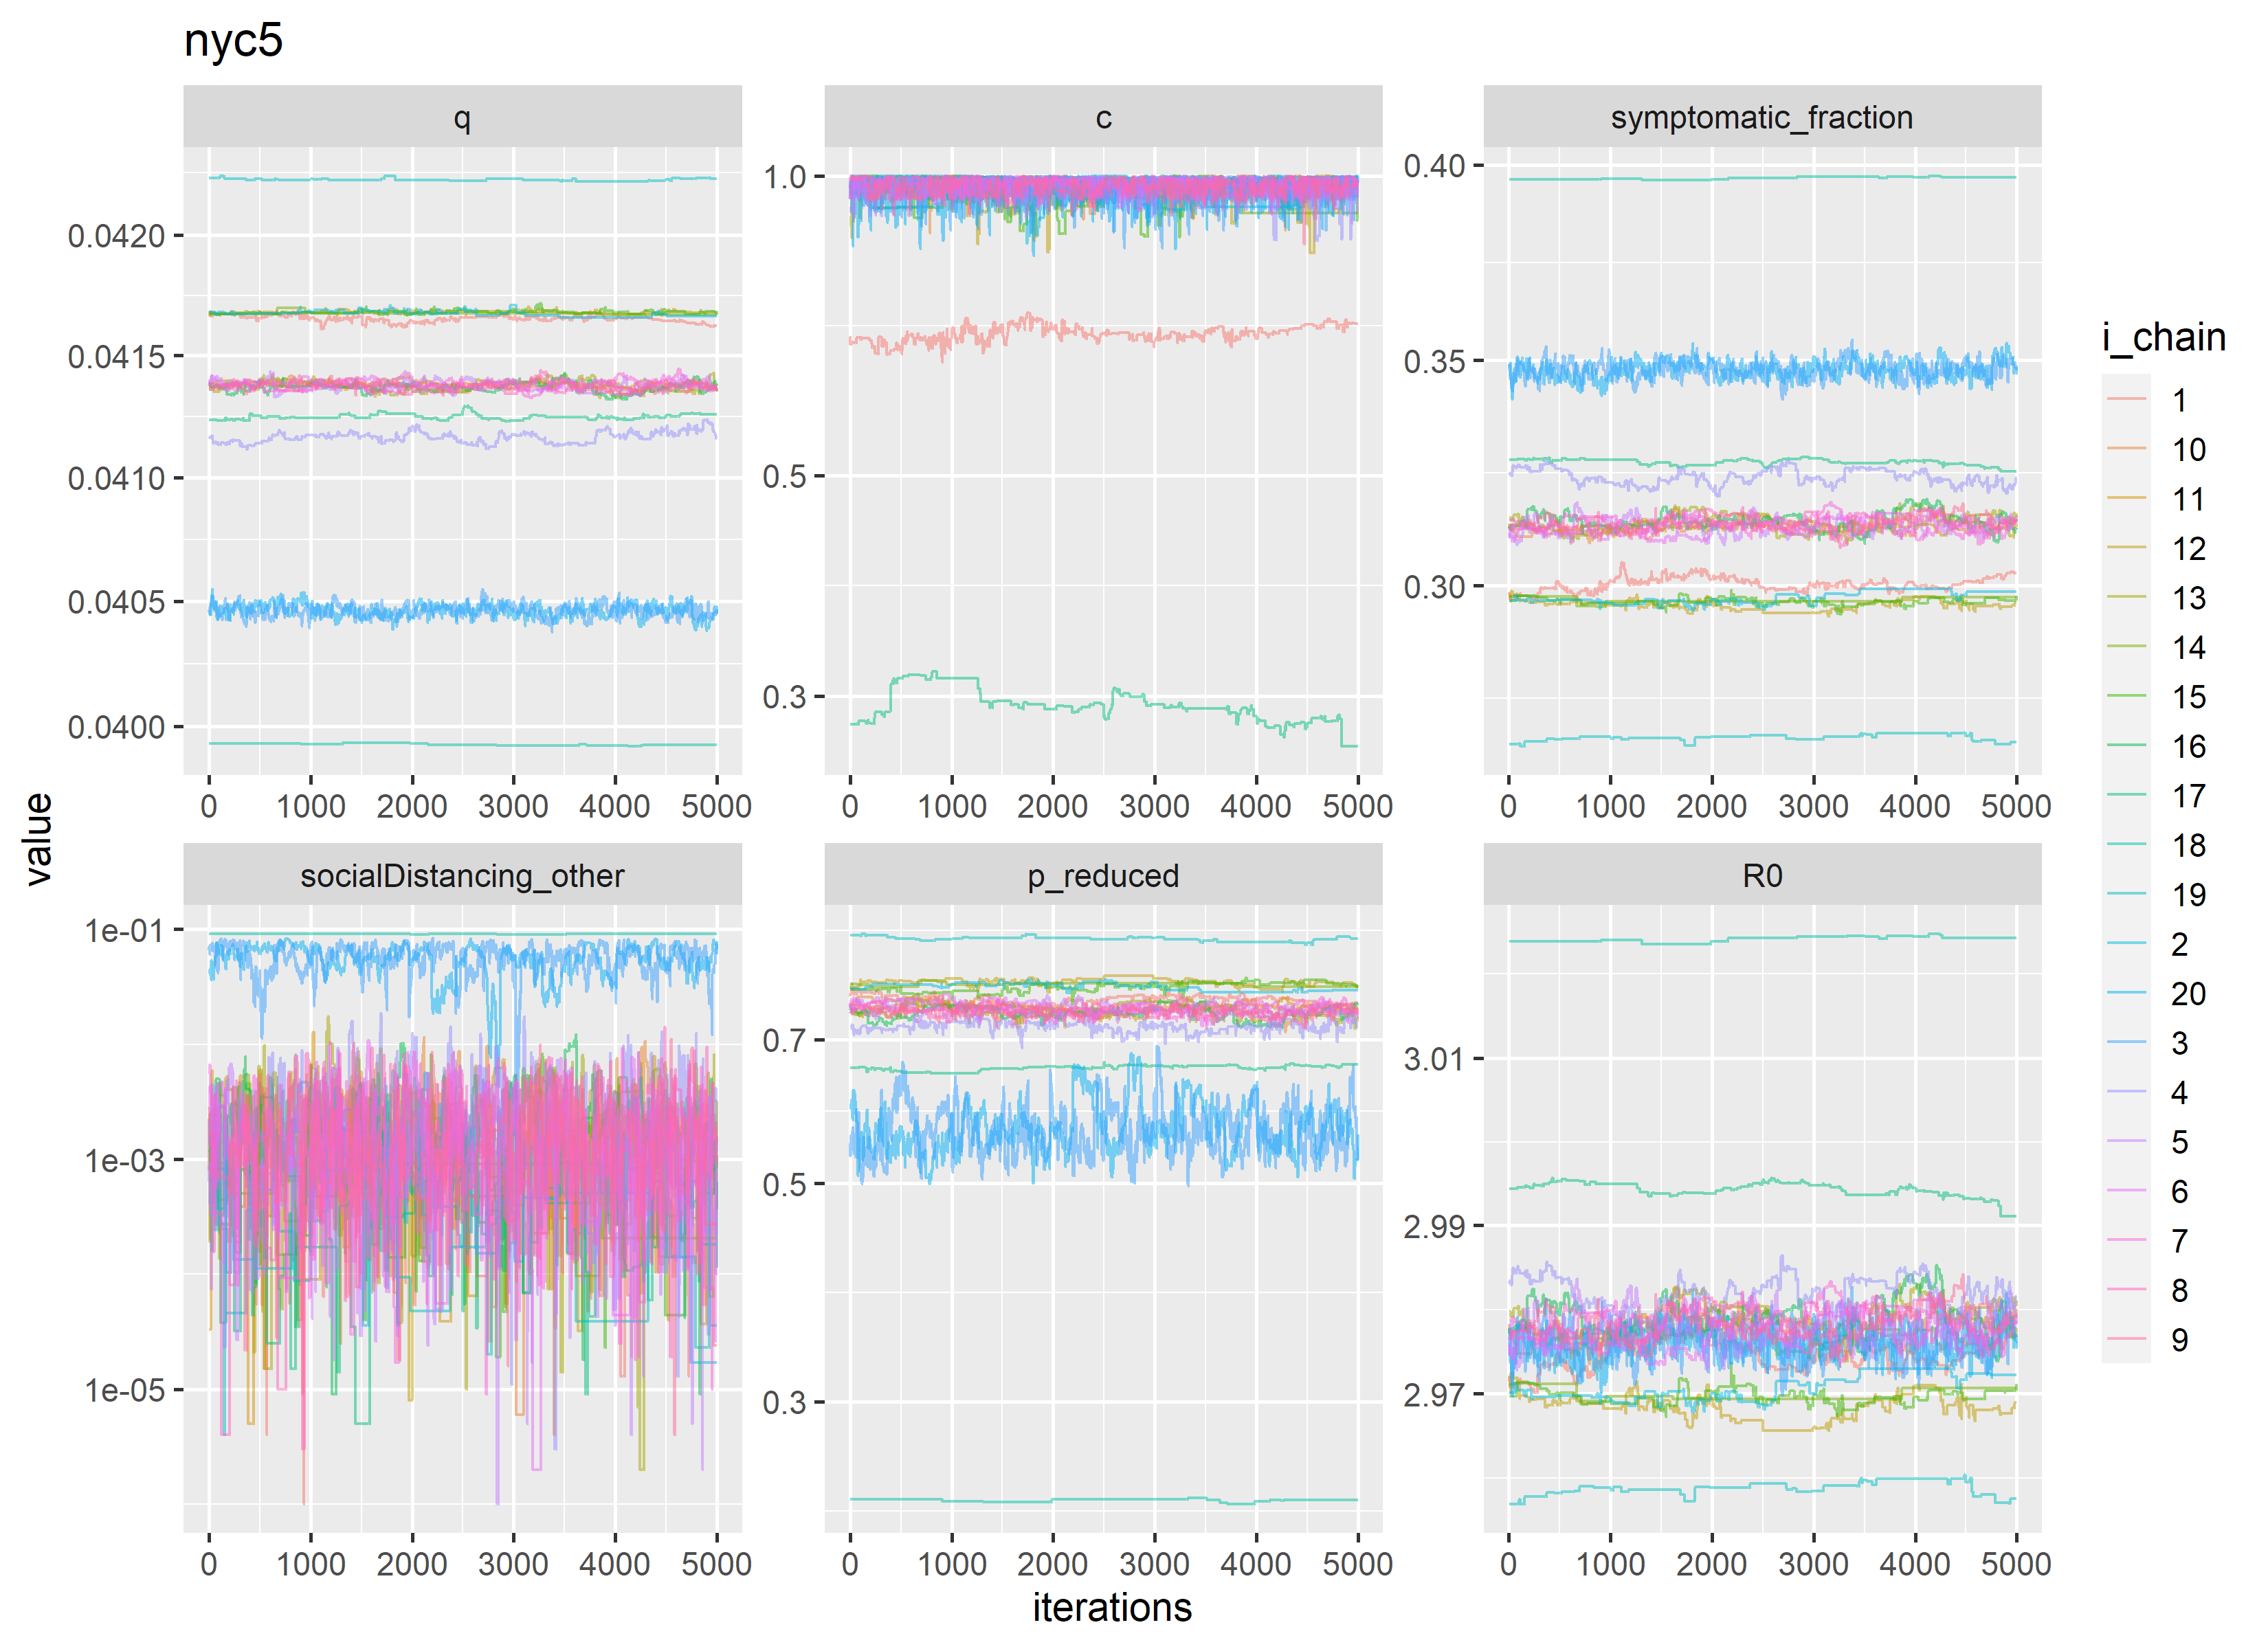 nyc5
q
c
symptomatic_fraction
0.0420
0.0415
0.0410
0.0405
0.0400
1.0
0.5
0.3
0.40
0.35
0.30
0 1000 2000 3000 4000 5000
0 1000 2000 3000 4000 5000
0 1000 2000 3000 4000 5000
value
socialDistancing_other
p_reduced
R0
1e-01
1e-03
1e-05
0.7
0.5
0.3
3.01
2.99
2.97
0 1000 2000 3000 4000 5000
0 1000 2000 3000 4000 5000
0 1000 2000 3000 4000 5000
iterations
i_chain
1
10
11
12
13
14
15
16
17
18
19
2
20
3
4
5
6
7
8
9